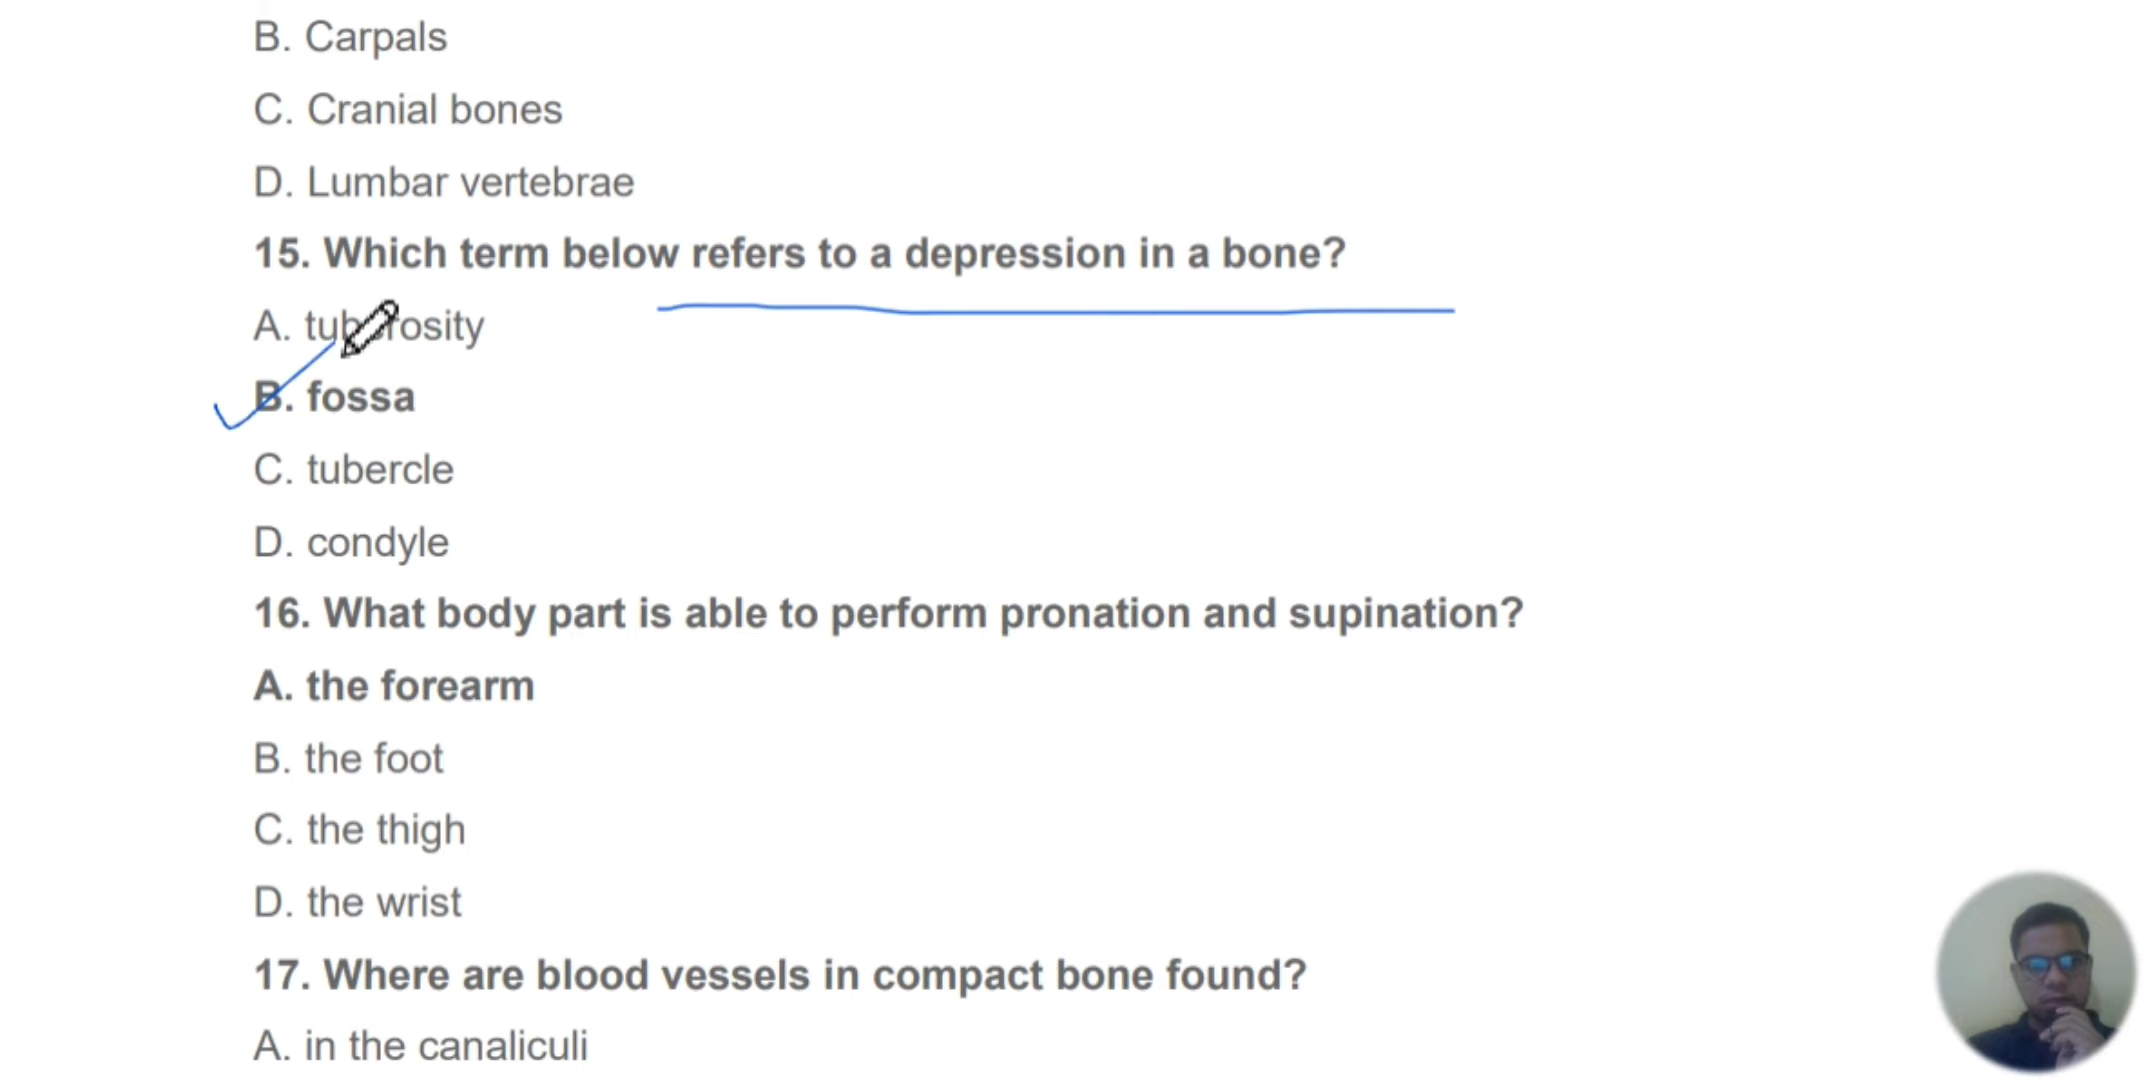 B. Carpals
C. Cranial bones
D. Lumbar vertebrae
15. Which term below refers to a depression in a bone?
A. tuberosity
B. fossa
C. tubercle
D. condyle
16. What body part is able to perform pronation and supination?
A. the forearm
B. the foot
C. the thigh
D. the wrist
17. Where are blood vessels in compact bone found?
A. in the canaliculi